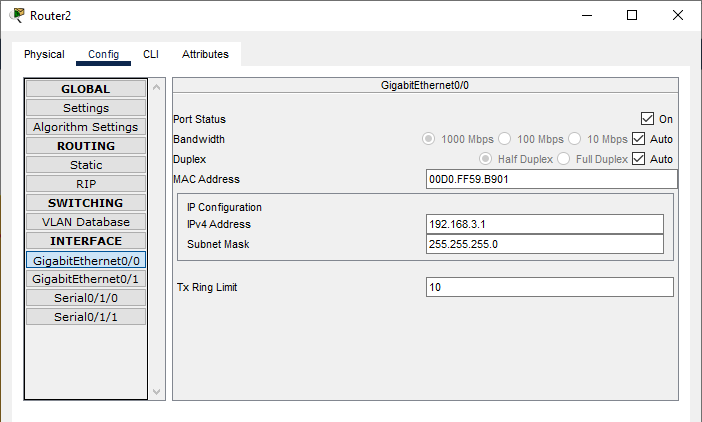 Router2
Physical Config CLI Attributes
GLOBAL
Settings
Algorithm Settings
ROUTING
Static
RIP
SWITCHING
VLAN Database
INTERFACE
GigabitEthernet0/0
GigabitEthernet0/1
Serial0/1/0
Serial0/1/1
GigabitEthernet0/0
Port Status On
Bandwidth 1000 Mbps 100 Mbps 10 Mbps Auto
Duplex Half Duplex Full Duplex Auto
MAC Address 00D0.FF59.B901
IP Configuration
IPv4 Address 192.168.3.1
Subnet Mask 255.255.255.0
Tx Ring Limit 10